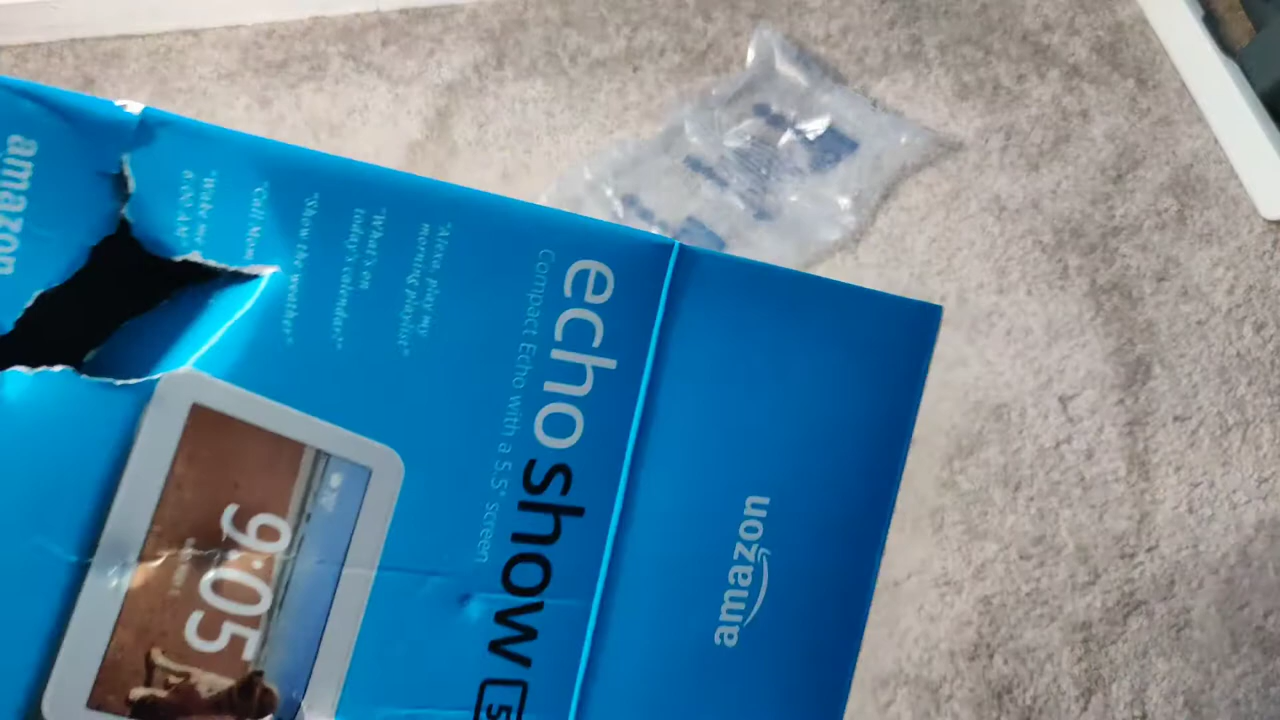 echo show 5
Compact Echo with a 5.5" screen
"Alexa, play my
morning playlist"
"What's on
today's calendar?"
"Show the weather"
"Call Mom"
"Wake me
9:05
amazon
amazon